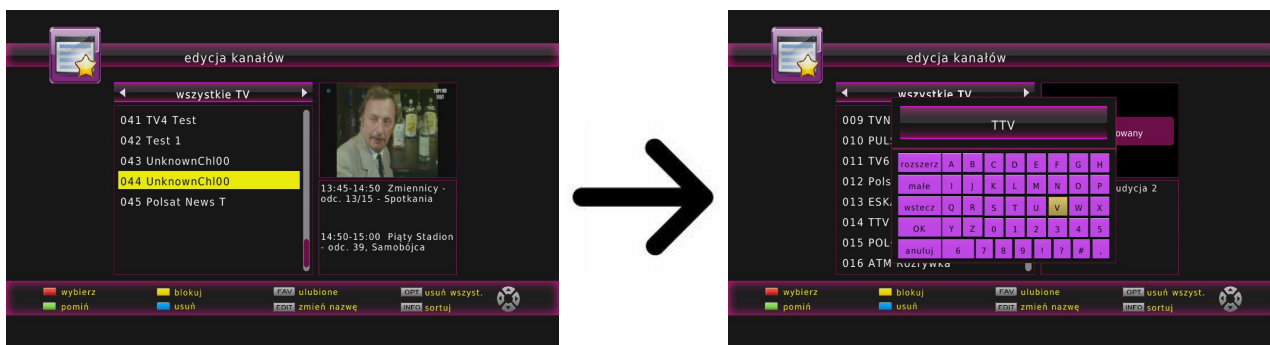 edycja kanałów
wszystkie TV
041 TV4 Test
042 Test 1
043 UnknownChl00
044 UnknownChl00
045 Polsat News T
13:45-14:50 Zmiennicy -
odc. 13/15 - Spotkania
14:50-15:00 Piąty Stadion
- odc. 39, Samobójca
wybierz blokuj FAV ulubione OPT usuń wszyst.
pomiń usuń EDIT zmień nazwę INFO sortuj
edycja kanałów
wszystkie TV
009 TVN
010 PUL
011 TV6
012 Pols
013 ESK
014 TTV
015 POL
016 ATM Rozrywka
TTV
owany
udycja 2
rozszerz A B C D E F G H
małe I J K L M N O P
wstecz Q R S T U V W X
OK Y Z 0 1 2 3 4 5
anuluj 6 7 8 9 ! ? # .
wybierz blokuj FAV ulubione OPT usuń wszyst.
pomiń usuń EDIT zmień nazwę INFO sortuj